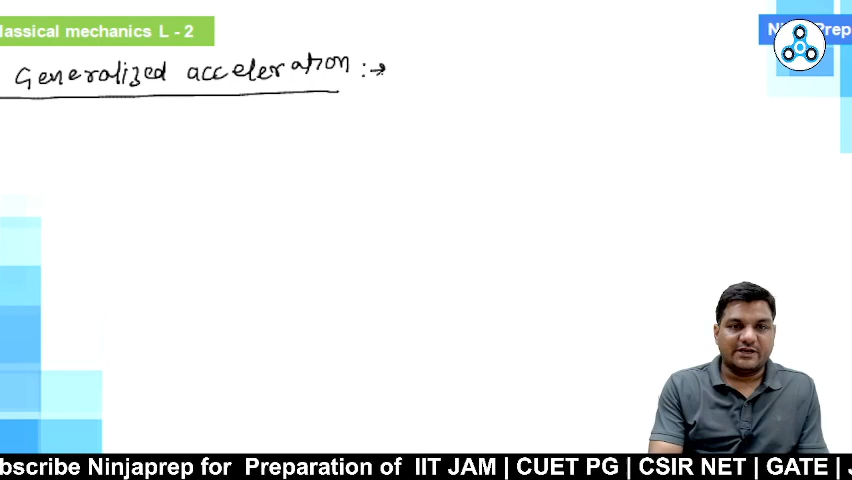 lassical mechanics L - 2
Generalized acceleration :→
bscribe Ninjaprep for Preparation of IIT JAM | CUET PG | CSIR NET | GATE | J